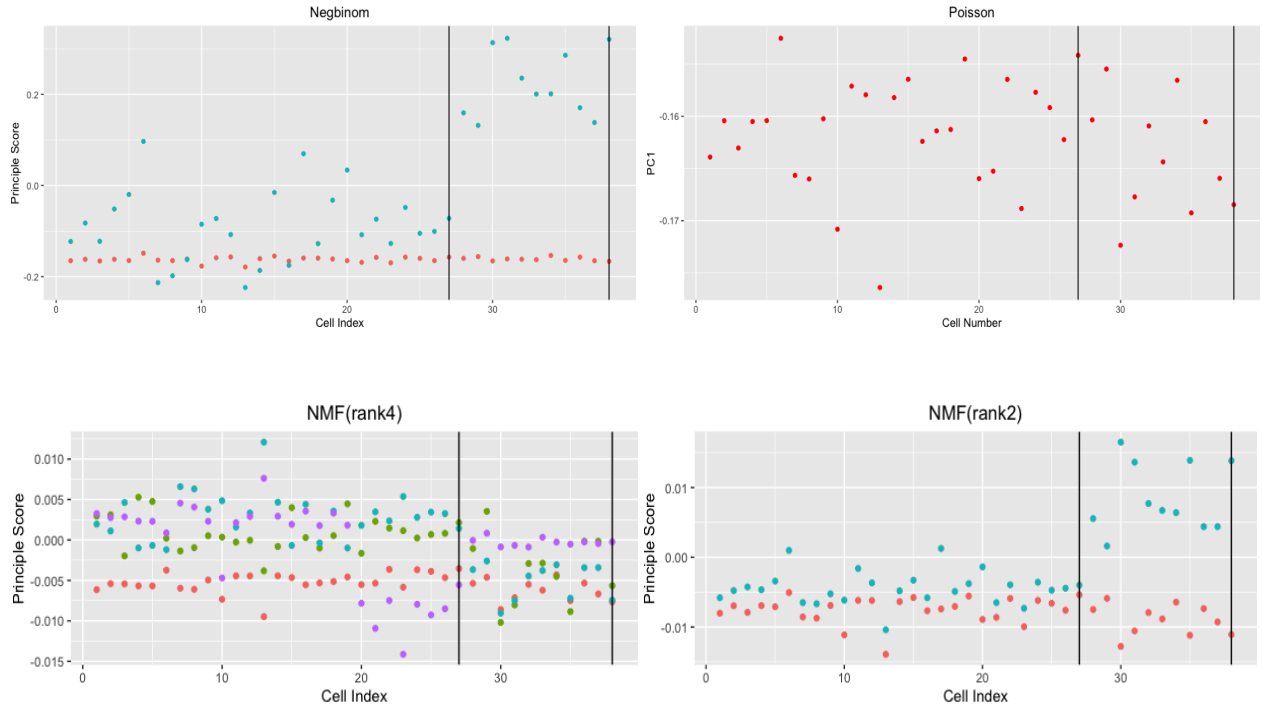 Negbinom
Principle Score
0.2
0.0
-0.2
0
10
20
30
Cell Index
Poisson
PC1
-0.16
-0.17
0
10
20
30
Cell Number
NMF(rank4)
Principle Score
0.010
0.005
0.000
-0.005
-0.010
-0.015
0
10
20
30
Cell Index
NMF(rank2)
Principle Score
0.01
0.00
-0.01
0
10
20
30
Cell Index